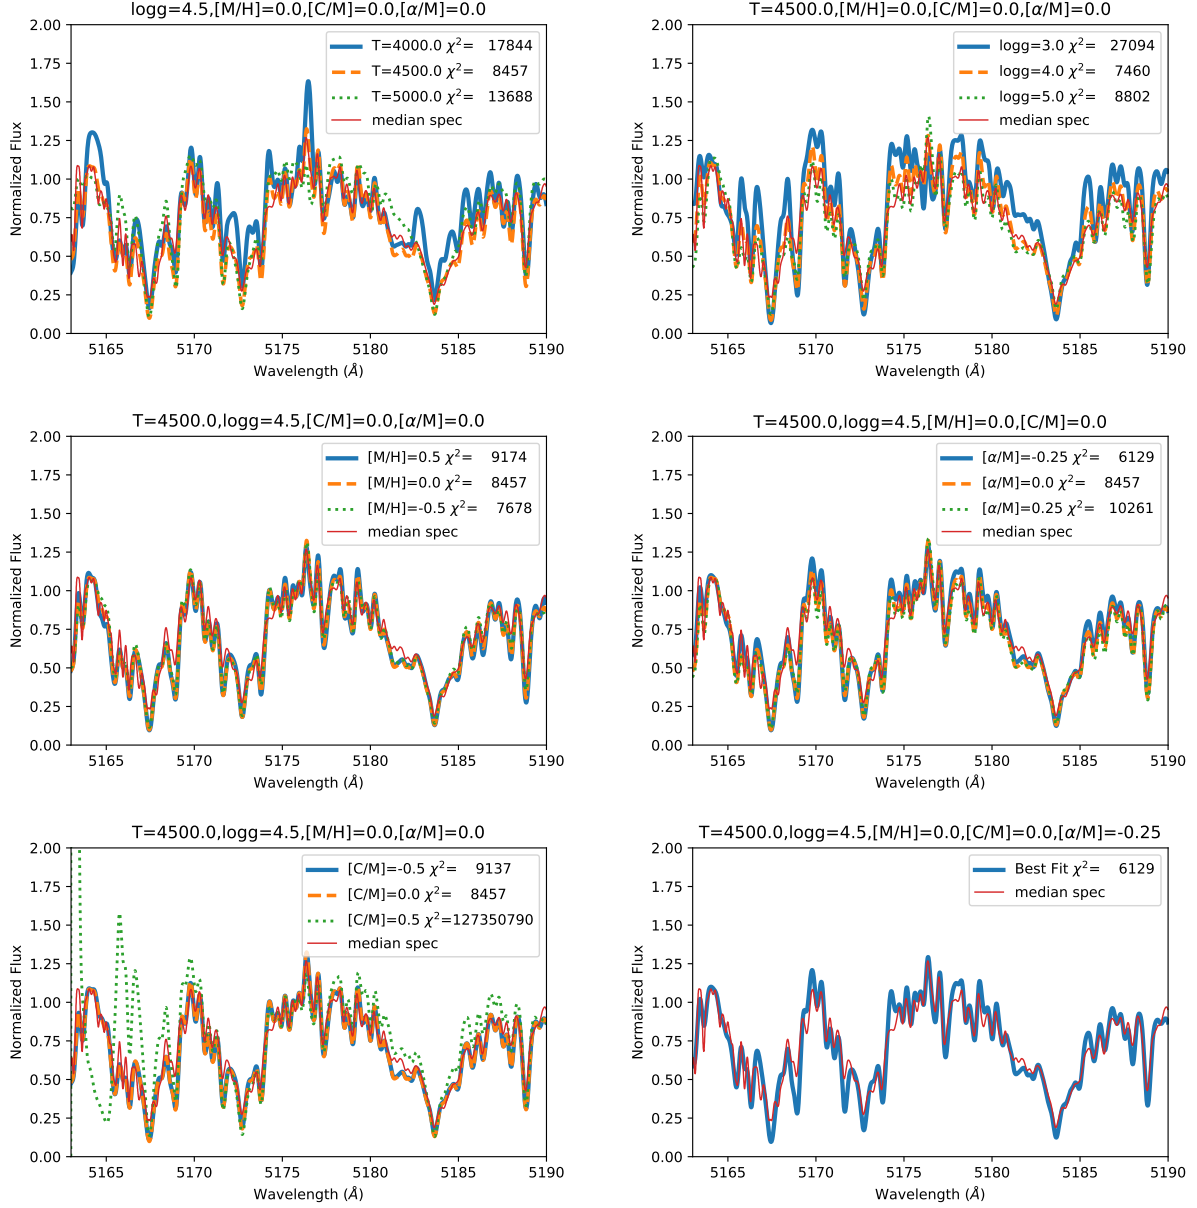 logg=4.5,[M/H]=0.0,[C/M]=0.0,[α/M]=0.0
T=4000.0 χ²= 17844
T=4500.0 χ²= 8457
T=5000.0 χ²= 13688
median spec
Normalized Flux
2.00
1.75
1.50
1.25
1.00
0.75
0.50
0.25
0.00
5165 5170 5175 5180 5185 5190
Wavelength (Å)
T=4500.0,[M/H]=0.0,[C/M]=0.0,[α/M]=0.0
logg=3.0 χ²= 27094
logg=4.0 χ²= 7460
logg=5.0 χ²= 8802
median spec
Normalized Flux
2.00
1.75
1.50
1.25
1.00
0.75
0.50
0.25
0.00
5165 5170 5175 5180 5185 5190
Wavelength (Å)
T=4500.0,logg=4.5,[C/M]=0.0,[α/M]=0.0
[M/H]=0.5 χ²= 9174
[M/H]=0.0 χ²= 8457
[M/H]=-0.5 χ²= 7678
median spec
Normalized Flux
2.00
1.75
1.50
1.25
1.00
0.75
0.50
0.25
0.00
5165 5170 5175 5180 5185 5190
Wavelength (Å)
T=4500.0,logg=4.5,[M/H]=0.0,[C/M]=0.0
[α/M]=-0.25 χ²= 6129
[α/M]=0.0 χ²= 8457
[α/M]=0.25 χ²= 10261
median spec
Normalized Flux
2.00
1.75
1.50
1.25
1.00
0.75
0.50
0.25
0.00
5165 5170 5175 5180 5185 5190
Wavelength (Å)
T=4500.0,logg=4.5,[M/H]=0.0,[α/M]=0.0
[C/M]=-0.5 χ²= 9137
[C/M]=0.0 χ²= 8457
[C/M]=0.5 χ²=127350790
median spec
Normalized Flux
2.00
1.75
1.50
1.25
1.00
0.75
0.50
0.25
0.00
5165 5170 5175 5180 5185 5190
Wavelength (Å)
T=4500.0,logg=4.5,[M/H]=0.0,[C/M]=0.0,[α/M]=-0.25
Best Fit χ²= 6129
median spec
Normalized Flux
2.00
1.75
1.50
1.25
1.00
0.75
0.50
0.25
0.00
5165 5170 5175 5180 5185 5190
Wavelength (Å)